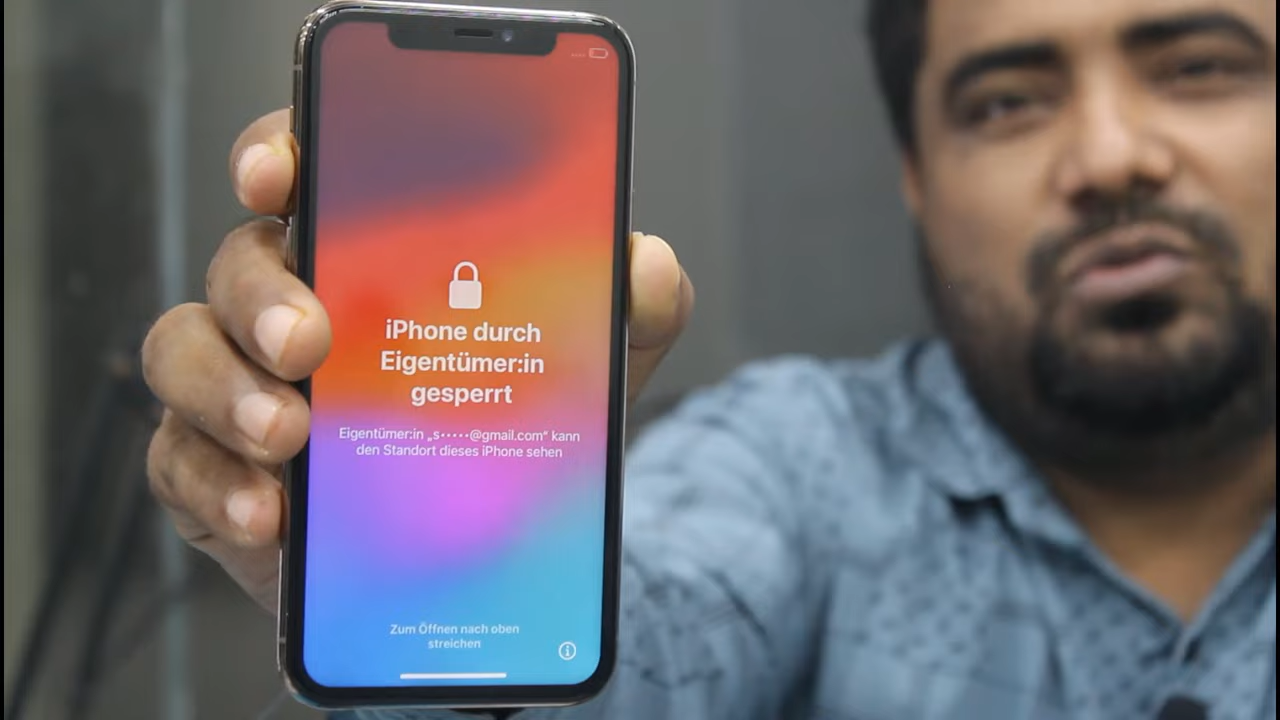 iPhone durch
Eigentümer:in
gesperrt
Eigentümer:in „s•••••@gmail.com“ kann
den Standort dieses iPhone sehen
Zum Öffnen nach oben
streichen